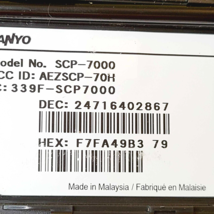 ANYO
odel No. SCP-7000
CC ID: AEZSCP-70H
: 339F-SCP7000
DEC: 24716402867
HEX: F7FA49B3 79
Made in Malaysia / Fabriqué en Malaisie